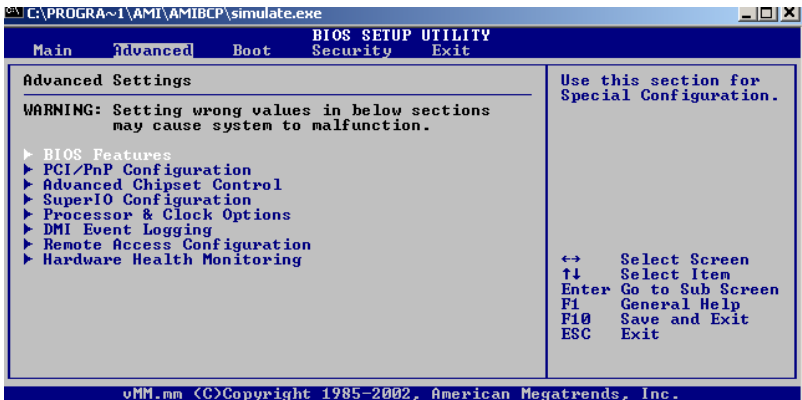 C:\PROGRA~1\AMI\AMIBCP\simulate.exe
BIOS SETUP UTILITY
Main Advanced Boot Security Exit
Advanced Settings
WARNING: Setting wrong values in below sections
may cause system to malfunction.
► BIOS Features
► PCI/PnP Configuration
► Advanced Chipset Control
► SuperIO Configuration
► Processor & Clock Options
► DMI Event Logging
► Remote Access Configuration
► Hardware Health Monitoring
Use this section for
Special Configuration.
↔ Select Screen
↑↓ Select Item
Enter Go to Sub Screen
F1 General Help
F10 Save and Exit
ESC Exit
vMM.mm (C)Copyright 1985-2002, American Megatrends, Inc.